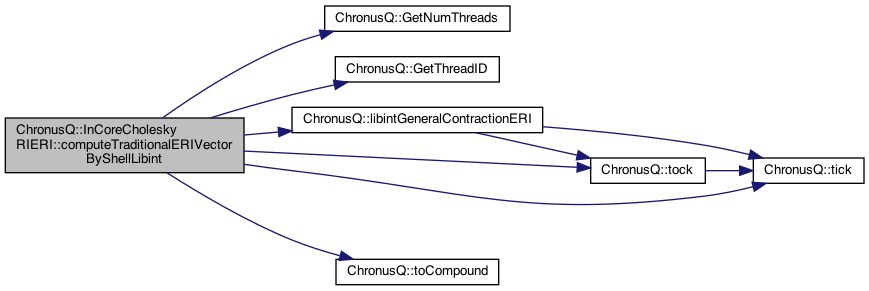 ChronusQ::GetNumThreads
ChronusQ::GetThreadID
ChronusQ::InCoreCholesky
RIERI::computeTraditionalERIVector
ByShellLibint
ChronusQ::libintGeneralContractionERI
ChronusQ::tock
ChronusQ::tick
ChronusQ::toCompound